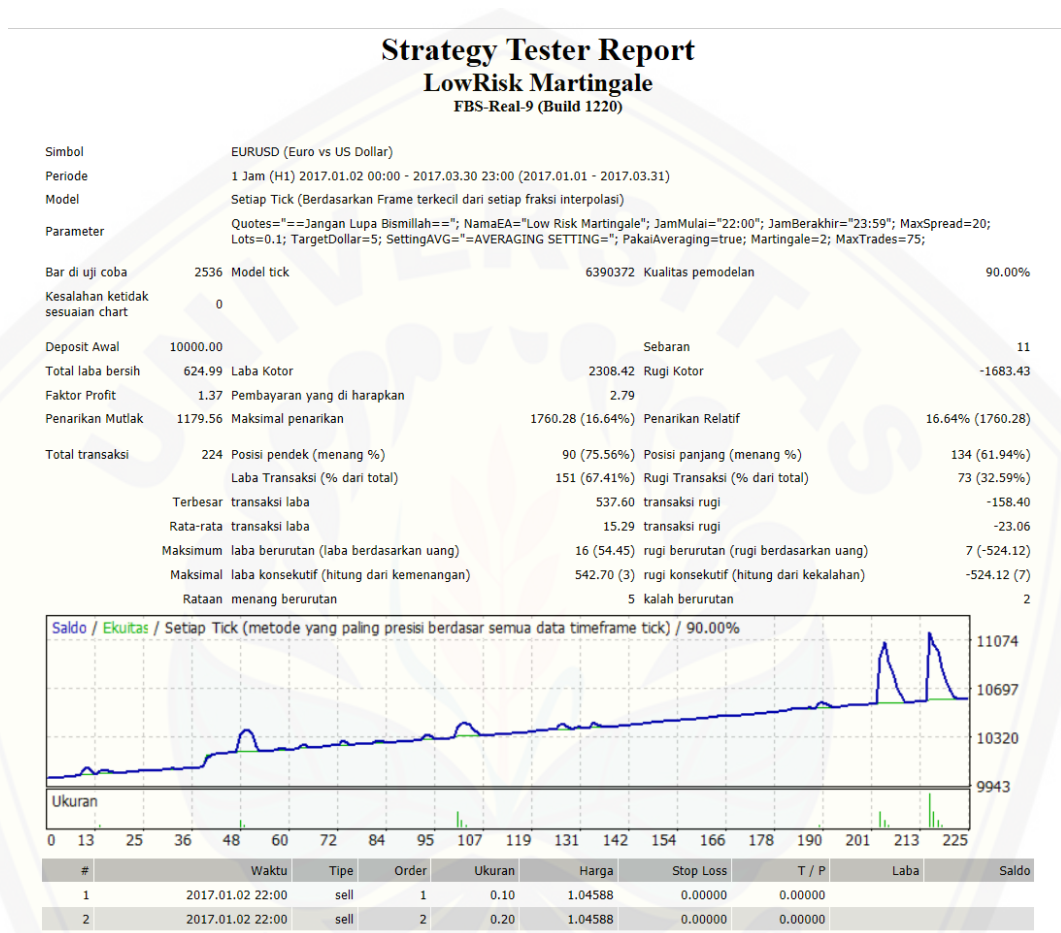 Strategy Tester Report
LowRisk Martingale
FBS-Real-9 (Build 1220)
Simbol EURUSD (Euro vs US Dollar)
Periode 1 Jam (H1) 2017.01.02 00:00 - 2017.03.30 23:00 (2017.01.01 - 2017.03.31)
Model Setiap Tick (Berdasarkan Frame terkecil dari setiap fraksi interpolasi)
Parameter Quotes="==Jangan Lupa Bismillah=="; NamaEA="Low Risk Martingale"; JamMulai="22:00"; JamBerakhir="23:59"; MaxSpread=20;
Lots=0.1; TargetDollar=5; SettingAVG="=AVERAGING SETTING="; PakaiAveraging=true; Martingale=2; MaxTrades=75;
Bar di uji coba 2536 Model tick 6390372 Kualitas pemodelan 90.00%
Kesalahan ketidak
sesuaian chart 0
Deposit Awal 10000.00 Sebaran 11
Total laba bersih 624.99 Laba Kotor 2308.42 Rugi Kotor -1683.43
Faktor Profit 1.37 Pembayaran yang di harapkan 2.79
Penarikan Mutlak 1179.56 Maksimal penarikan 1760.28 (16.64%) Penarikan Relatif 16.64% (1760.28)
Total transaksi 224 Posisi pendek (menang %) 90 (75.56%) Posisi panjang (menang %) 134 (61.94%)
Laba Transaksi (% dari total) 151 (67.41%) Rugi Transaksi (% dari total) 73 (32.59%)
Terbesar transaksi laba 537.60 transaksi rugi -158.40
Rata-rata transaksi laba 15.29 transaksi rugi -23.06
Maksimum laba berurutan (laba berdasarkan uang) 16 (54.45) rugi berurutan (rugi berdasarkan uang) 7 (-524.12)
Maksimal laba konsekutif (hitung dari kemenangan) 542.70 (3) rugi konsekutif (hitung dari kekalahan) -524.12 (7)
Rataan menang berurutan 5 kalah berurutan 2
Saldo / Ekuitas / Setiap Tick (metode yang paling presisi berdasar semua data timeframe tick) / 90.00%
11074
10697
10320
9943
Ukuran
0 13 25 36 48 60 72 84 95 107 119 131 142 154 166 178 190 201 213 225
# Waktu Tipe Order Ukuran Harga Stop Loss T / P Laba Saldo
1 2017.01.02 22:00 sell 1 0.10 1.04588 0.00000 0.00000
2 2017.01.02 22:00 sell 2 0.20 1.04588 0.00000 0.00000
UNIVERSITAS